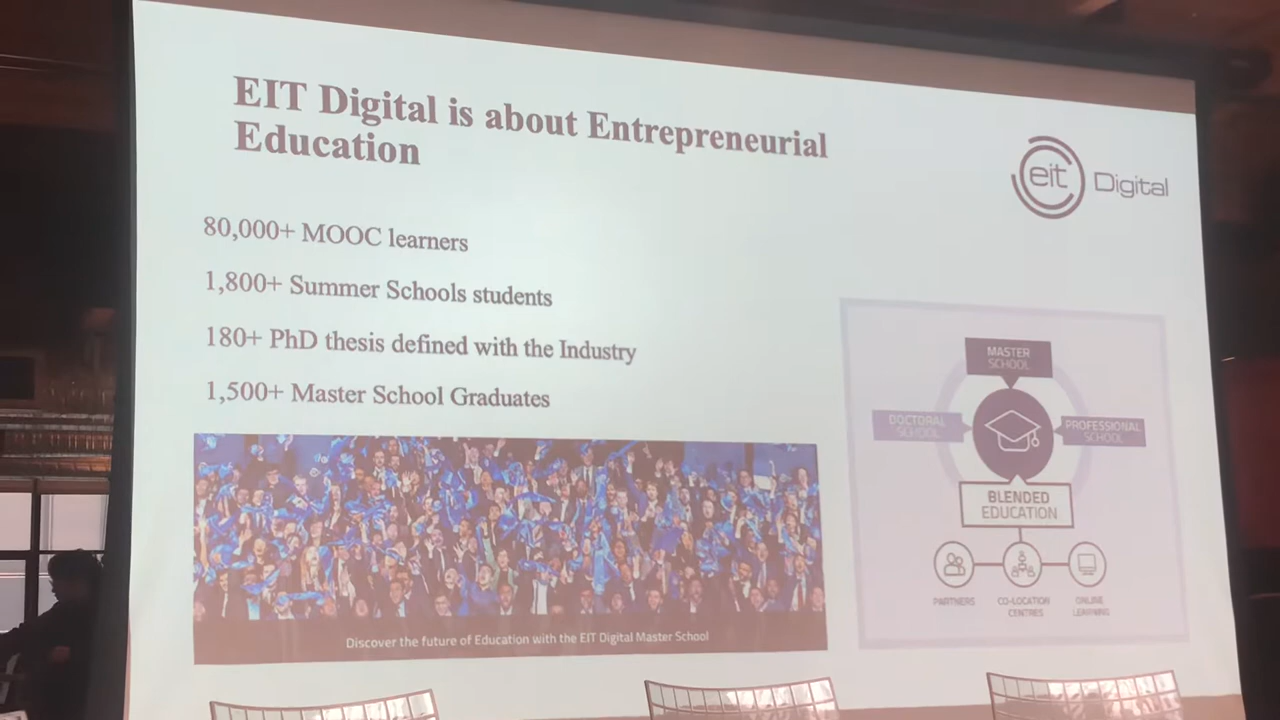 EIT Digital is about Entrepreneurial
Education
eit Digital
80,000+ MOOC learners
1,800+ Summer Schools students
180+ PhD thesis defined with the Industry
1,500+ Master School Graduates
MASTER
SCHOOL
DOCTORAL
SCHOOL
PROFESSIONAL
SCHOOL
BLENDED
EDUCATION
PARTNERS
CO-LOCATION
CENTRES
ONLINE
LEARNING
Discover the future of Education with the EIT Digital Master School